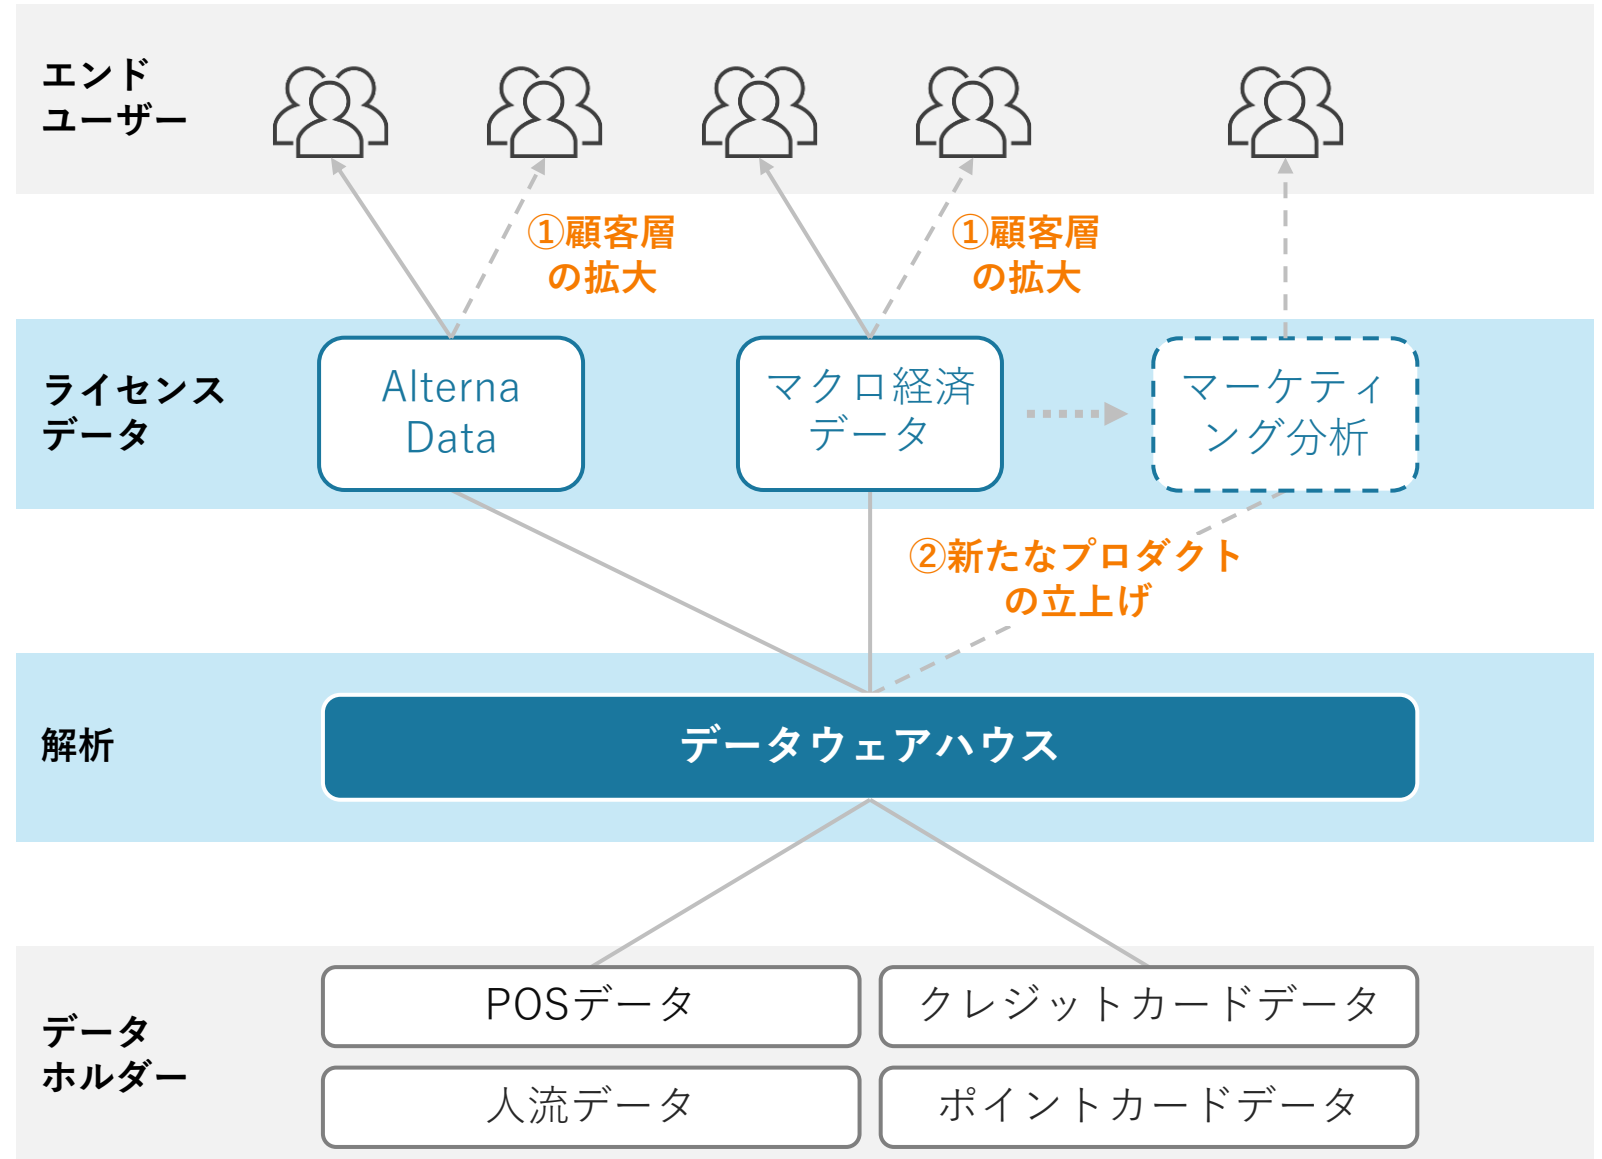 エンド
ユーザー
①顧客層
の拡大
①顧客層
の拡大
ライセンス
データ
Alterna
Data
マクロ経済
データ
マーケティ
ング分析
②新たなプロダクト
の立上げ
解析
データウェアハウス
データ
ホルダー
POSデータ
クレジットカードデータ
人流データ
ポイントカードデータ